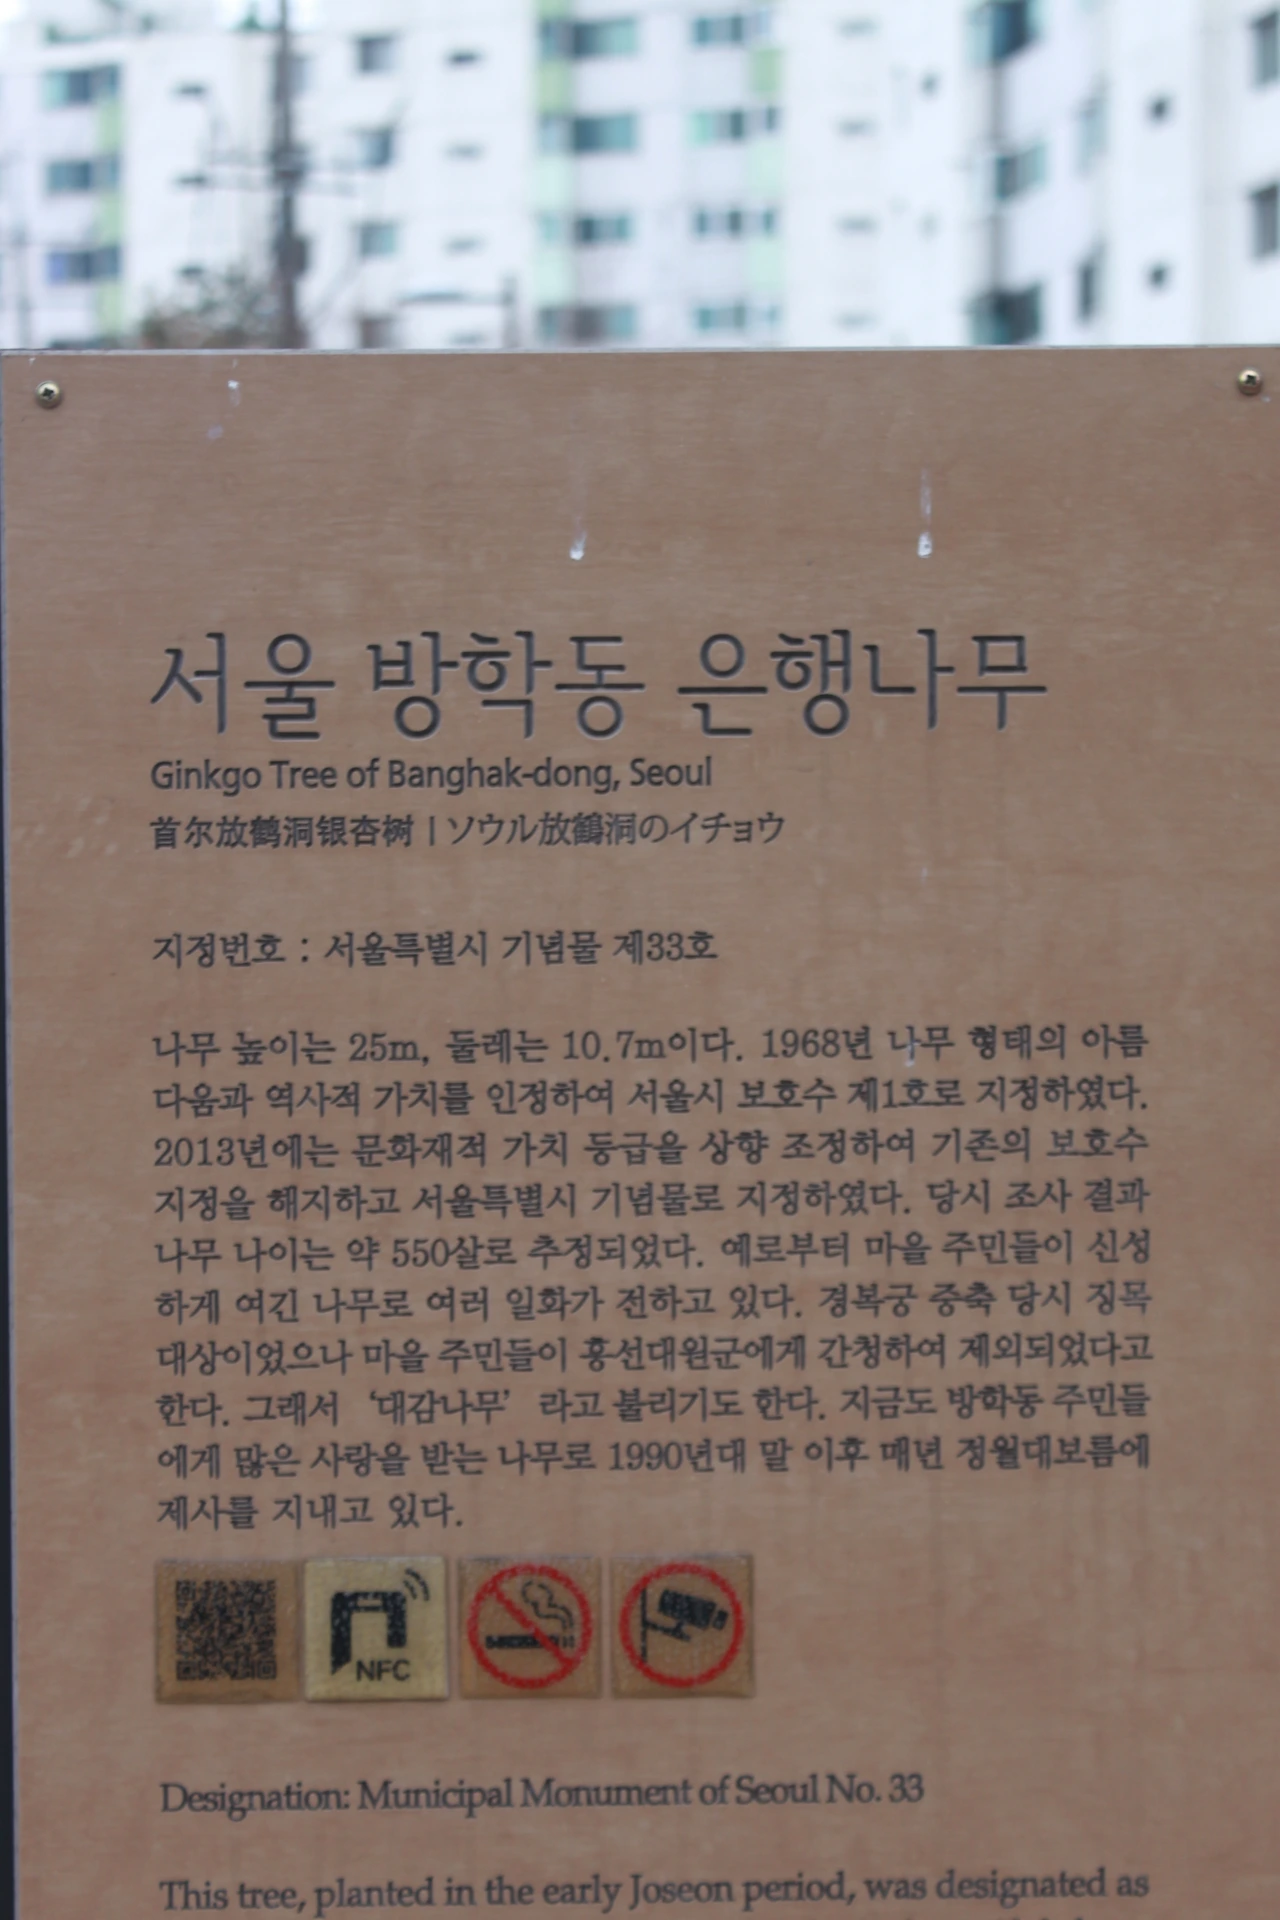 서울 방학동 은행나무
Ginkgo Tree of Banghak-dong, Seoul
首尔放鹤洞银杏树 | ソウル放鶴洞のイチョウ
지정번호 : 서울특별시 기념물 제33호
나무 높이는 25m, 둘레는 10.7m이다. 1968년 나무 형태의 아름
다움과 역사적 가치를 인정하여 서울시 보호수 제1호로 지정하였다.
2013년에는 문화재적 가치 등급을 상향 조정하여 기존의 보호수
지정을 해지하고 서울특별시 기념물로 지정하였다. 당시 조사 결과
나무 나이는 약 550살로 추정되었다. 예로부터 마을 주민들이 신성
하게 여긴 나무로 여러 일화가 전하고 있다. 경복궁 증축 당시 징목
대상이었으나 마을 주민들이 흥선대원군에게 간청하여 제외되었다고
한다. 그래서 ‘대감나무’ 라고 불리기도 한다. 지금도 방학동 주민들
에게 많은 사랑을 받는 나무로 1990년대 말 이후 매년 정월대보름에
제사를 지내고 있다.
NFC
Designation: Municipal Monument of Seoul No. 33
This tree, planted in the early Joseon period, was designated as